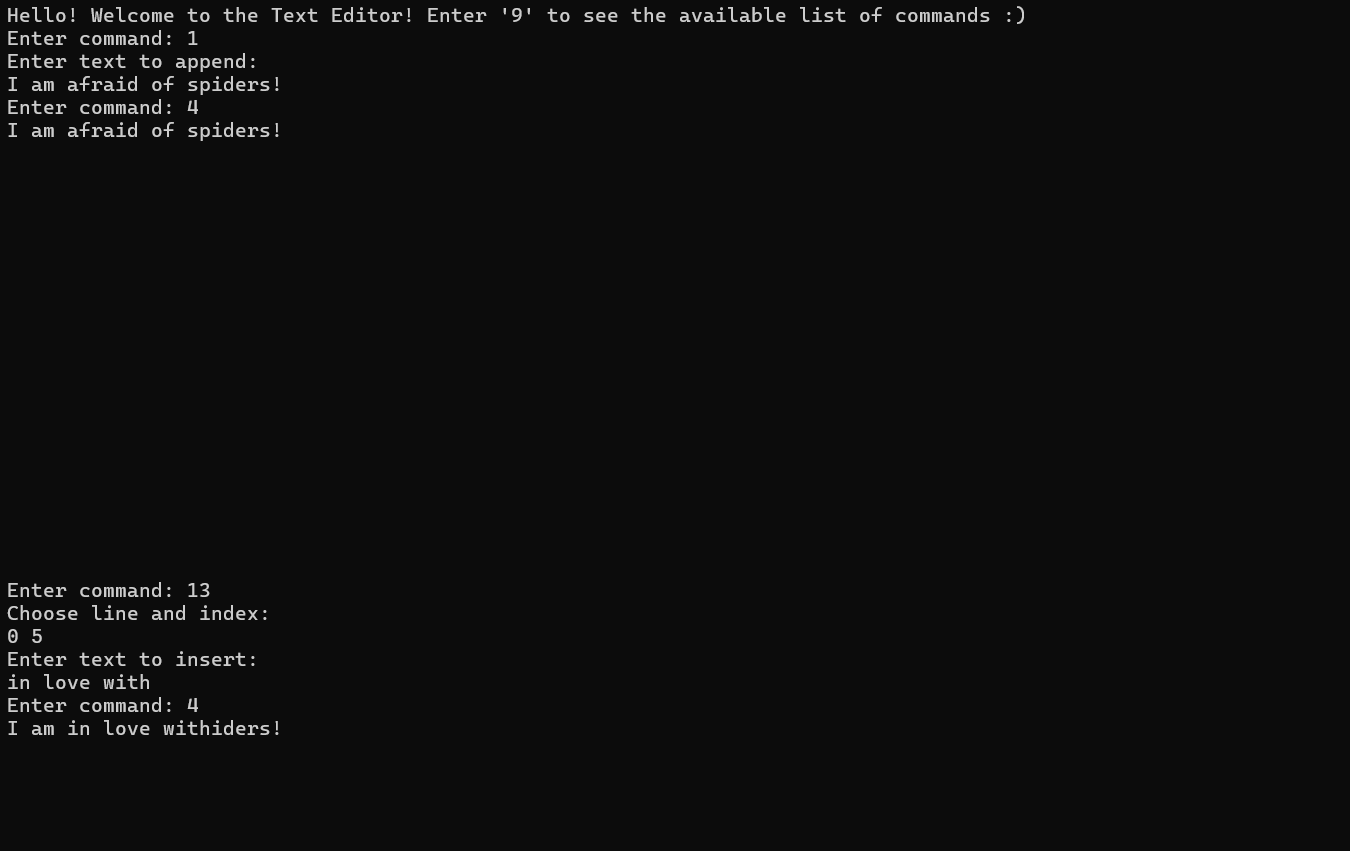 Hello! Welcome to the Text Editor! Enter '9' to see the available list of commands :)
Enter command: 1
Enter text to append:
I am afraid of spiders!
Enter command: 4
I am afraid of spiders!
Enter command: 13
Choose line and index:
0 5
Enter text to insert:
in love with
Enter command: 4
I am in love withiders!